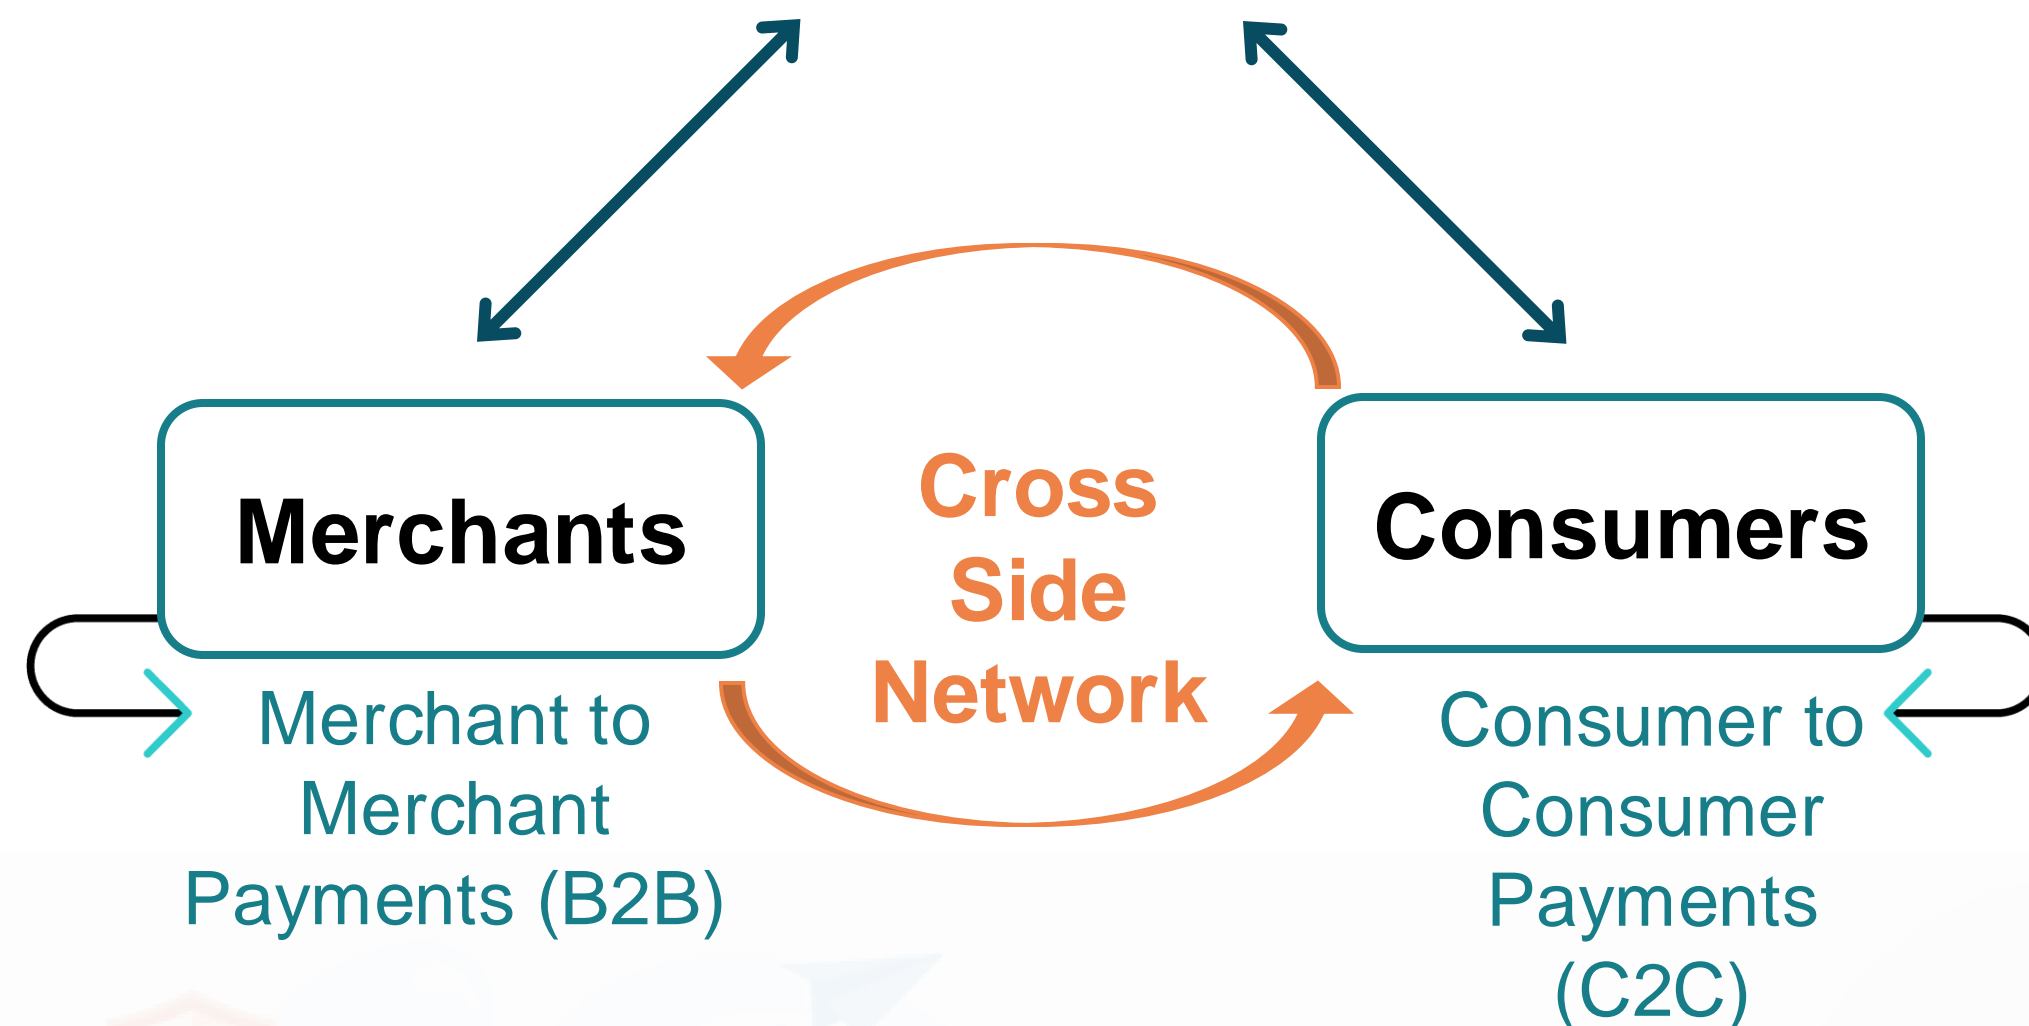 Merchants
Merchant to
Merchant
Payments (B2B)
Cross
Side
Network
Consumers
Consumer to
Consumer
Payments
(C2C)